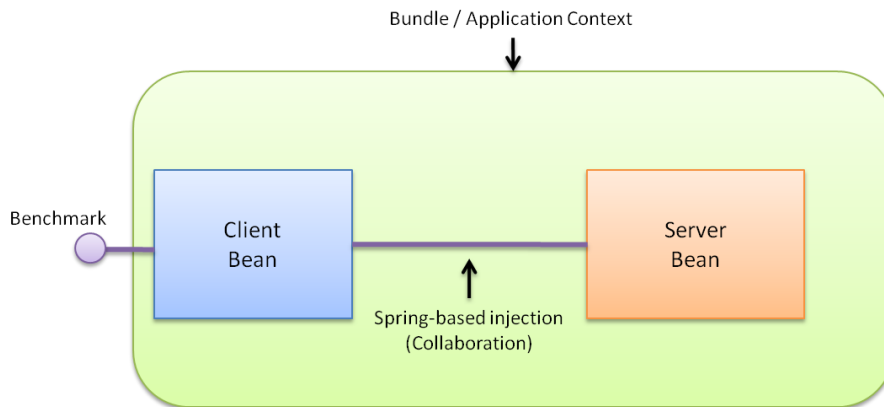 Bundle / Application Context
Benchmark
Client
Bean
Server
Bean
Spring-based injection
(Collaboration)